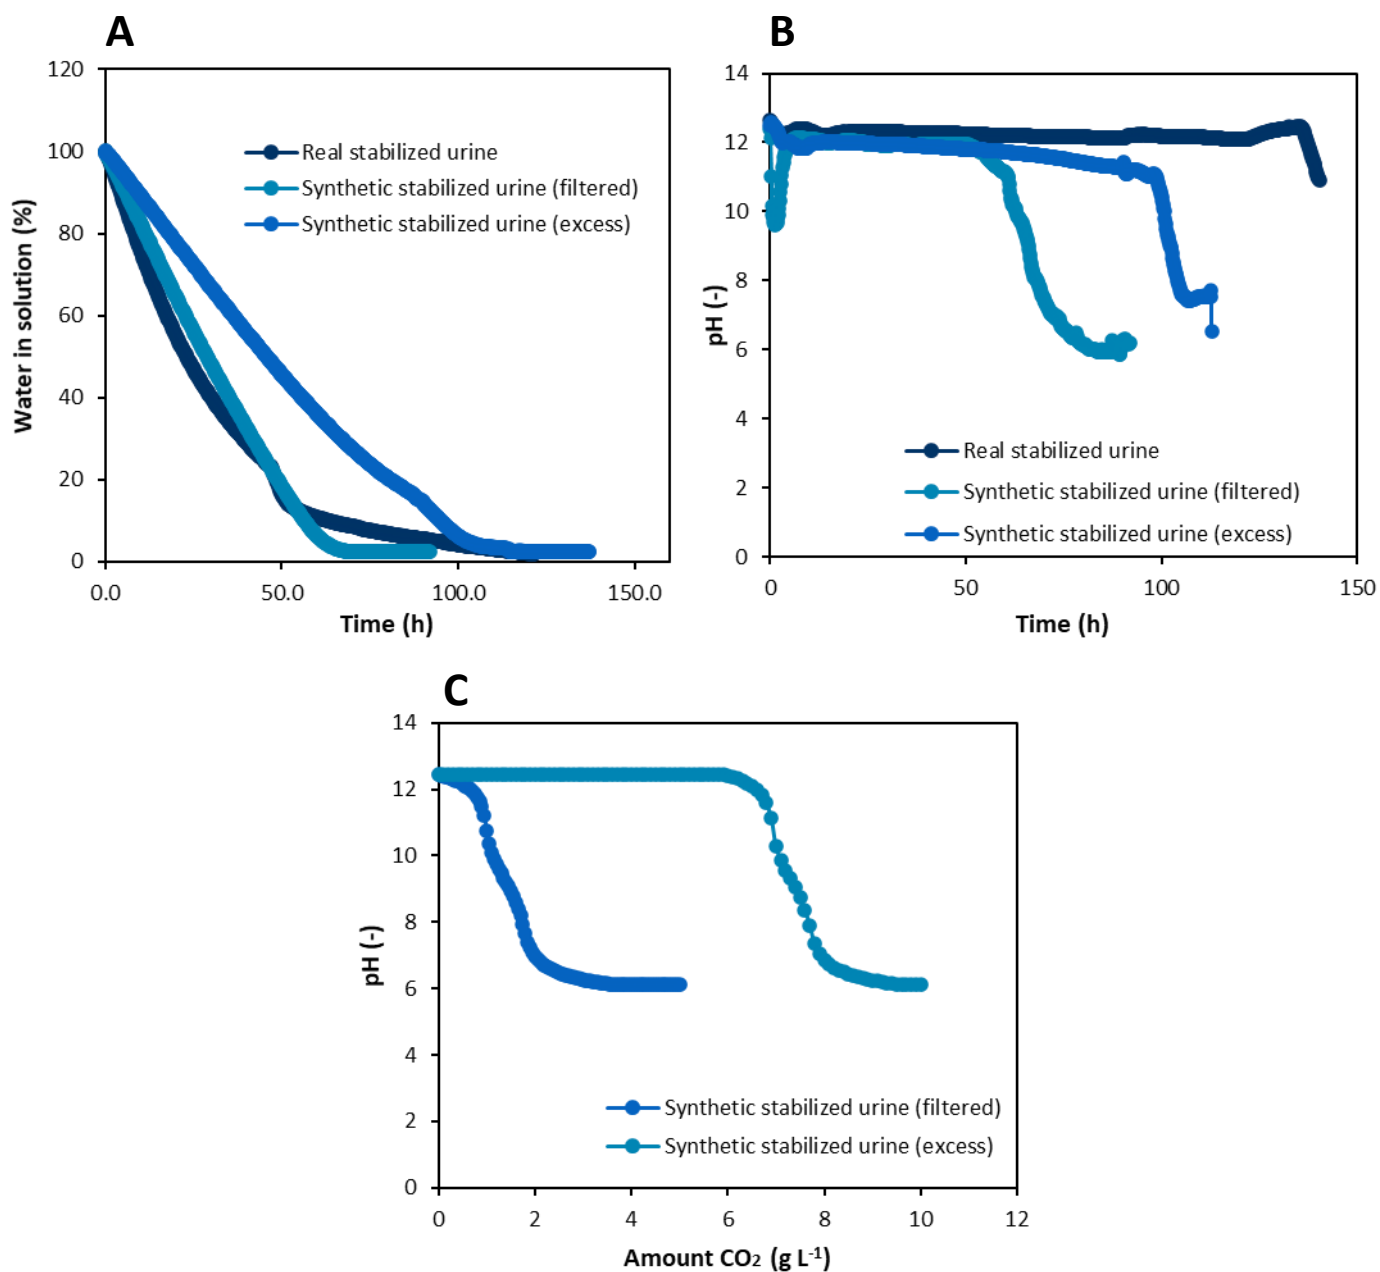 A
120
100
80
60
40
20
0
0.0 50.0 100.0 150.0
Time (h)
Water in solution (%)
Real stabilized urine
Synthetic stabilized urine (filtered)
Synthetic stabilized urine (excess)
B
14
12
10
8
6
4
2
0
0 50 100 150
Time (h)
pH (-)
Real stabilized urine
Synthetic stabilized urine (filtered)
Synthetic stabilized urine (excess)
C
14
12
10
8
6
4
2
0
0 2 4 6 8 10 12
Amount CO₂ (g L⁻¹)
pH (-)
Synthetic stabilized urine (filtered)
Synthetic stabilized urine (excess)